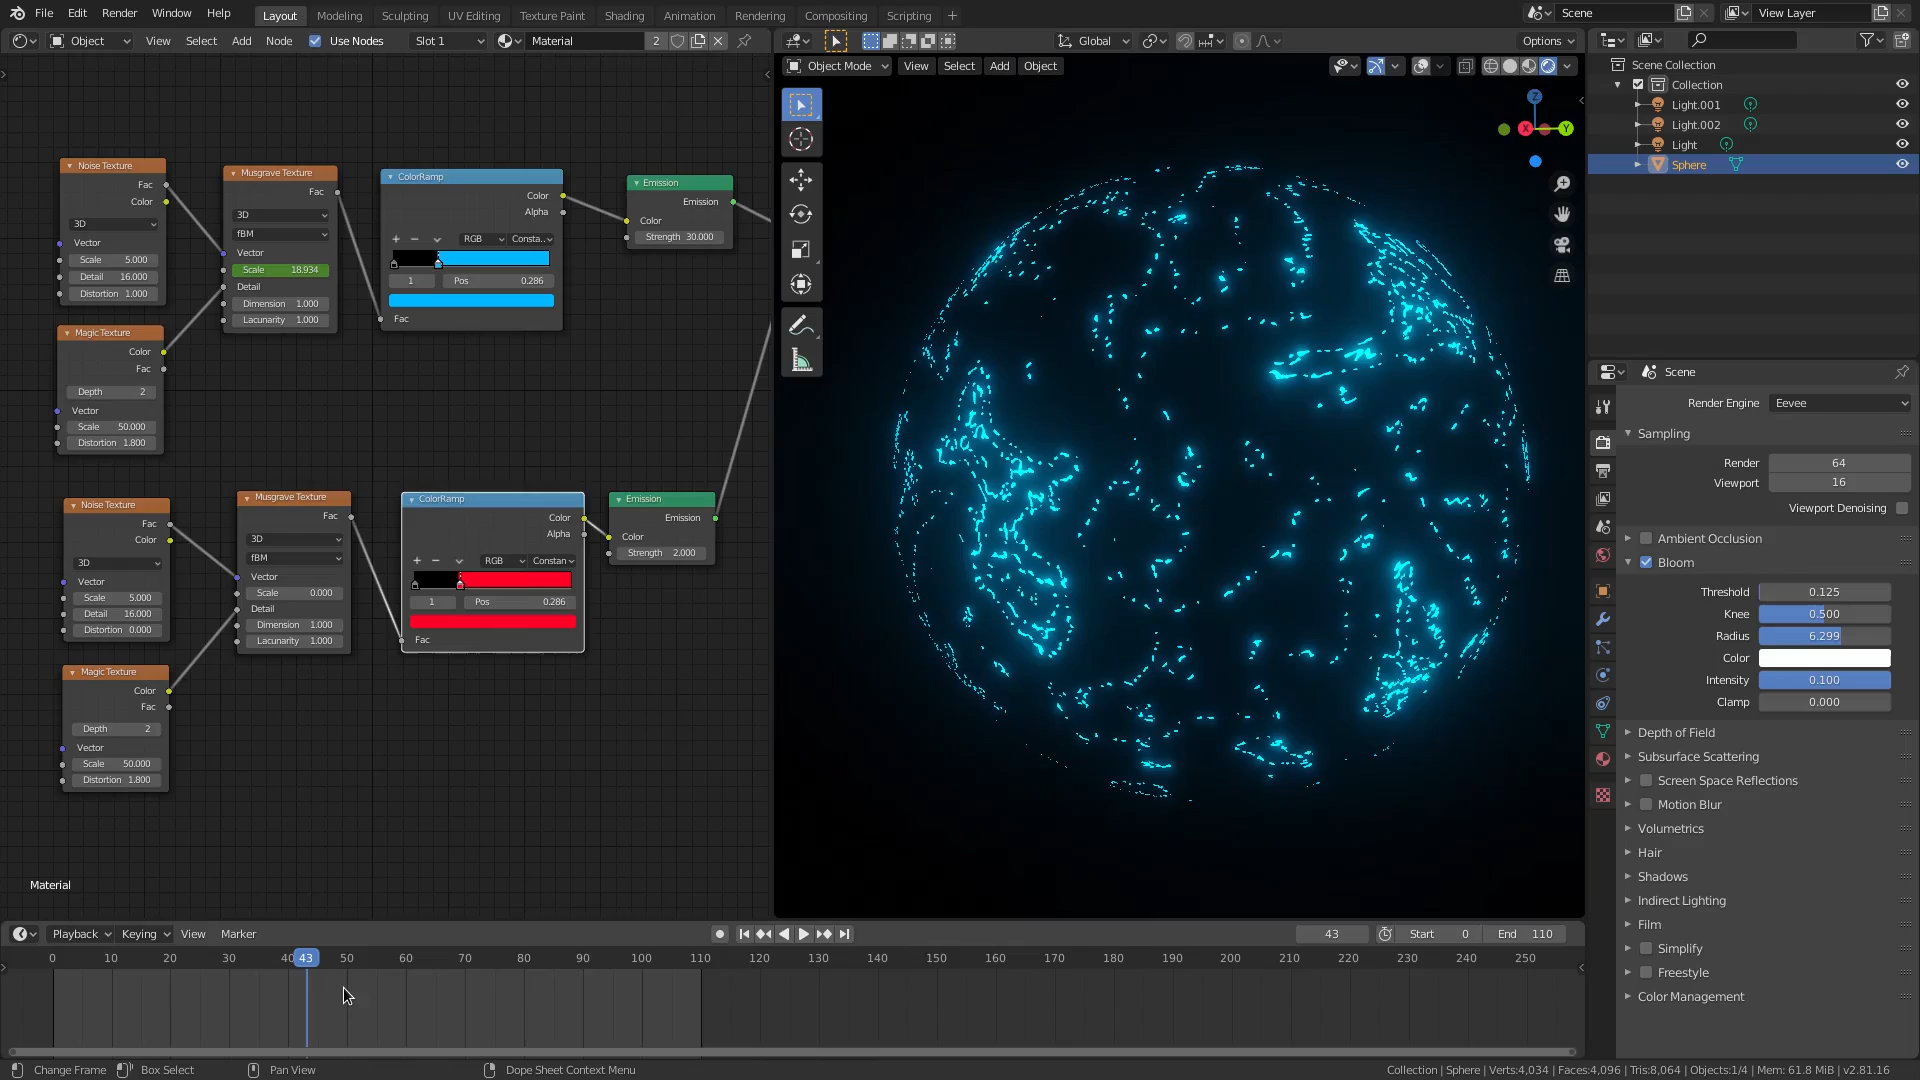 File Edit Render Window Help Layout Modeling Sculpting UV Editing Texture Paint Shading Animation Rendering Compositing Scripting + Scene View Layer
Object View Select Add Node Use Nodes Slot 1 Material 2 Global Options
Object Mode View Select Add Object
Scene Collection
Collection
Light.001
Light.002
Light
Sphere
Z
X
Y
Noise Texture
Fac
Color
3D
Vector
Scale 5.000
Detail 16.000
Distortion 1.000
Musgrave Texture
Fac
3D
fBM
Vector
Scale 18.934
Detail
Dimension 1.000
Lacunarity 1.000
ColorRamp
Color
Alpha
+ − RGB Consta..
1 Pos 0.286
Fac
Emission
Emission
Color
Strength 30.000
Magic Texture
Color
Fac
Depth 2
Vector
Scale 50.000
Distortion 1.800
Noise Texture
Fac
Color
3D
Vector
Scale 5.000
Detail 16.000
Distortion 0.000
Musgrave Texture
Fac
3D
fBM
Vector
Scale 0.000
Detail
Dimension 1.000
Lacunarity 1.000
ColorRamp
Color
Alpha
+ − RGB Constan
1 Pos 0.286
Fac
Emission
Emission
Color
Strength 2.000
Magic Texture
Color
Fac
Depth 2
Vector
Scale 50.000
Distortion 1.800
Material
Scene
Render Engine Eevee
Sampling
Render 64
Viewport 16
Viewport Denoising
Ambient Occlusion
Bloom
Threshold 0.125
Knee 0.500
Radius 6.299
Color
Intensity 0.100
Clamp 0.000
Depth of Field
Subsurface Scattering
Screen Space Reflections
Motion Blur
Volumetrics
Hair
Shadows
Indirect Lighting
Film
Simplify
Freestyle
Color Management
Playback Keying View Marker 43 Start 0 End 110
0 10 20 30 40 43 50 60 70 80 90 100 110 120 130 140 150 160 170 180 190 200 210 220 230 240 250
Change Frame Box Select Pan View Dope Sheet Context Menu Collection | Sphere | Verts:4,034 | Faces:4,096 | Tris:8,064 | Objects:1/4 | Mem: 61.8 MiB | v2.81.16